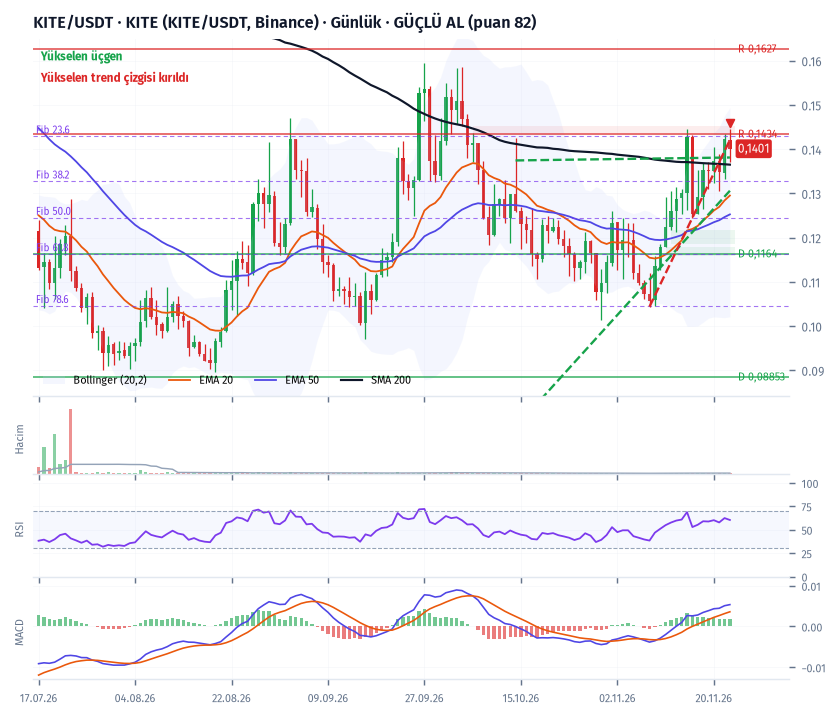 KITE/USDT · KITE (KITE/USDT, Binance) · Günlük · GÜÇLÜ AL (puan 82)
Yükselen üçgen
Yükselen trend çizgisi kırıldı
R 0,1627
0.16
0.15
Fib 23.6
R 0,1434
0,1401
0.14
Fib 38.2
0.13
Fib 50.0
0.12
D 0,1164
0.11
Fib 78.6
0.10
D 0,08853
0.09
Bollinger (20,2)
EMA 20
EMA 50
SMA 200
Hacim
100
75
RSI
50
25
0
0.01
MACD
0.00
−0.01
17.07.26
04.08.26
22.08.26
09.09.26
27.09.26
15.10.26
02.11.26
20.11.26